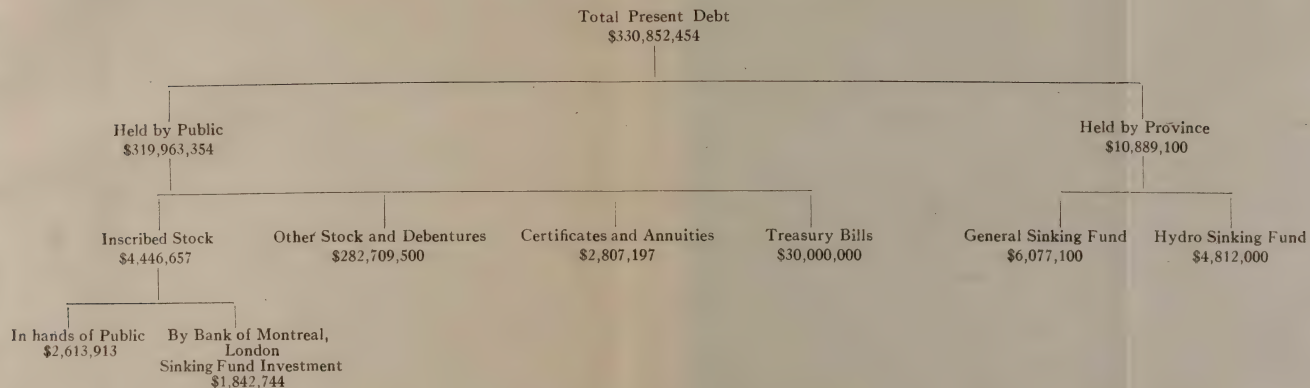 Total Present Debt
$330,852,454
Held by Public
$319,963,354
Held by Province
$10,889,100
Inscribed Stock
$4,446,657
Other Stock and Debentures
$282,709,500
Certificates and Annuities
$2,807,197
Treasury Bills
$30,000,000
General Sinking Fund
$6,077,100
Hydro Sinking Fund
$4,812,000
In hands of Public
$2,613,913
By Bank of Montreal,
London
Sinking Fund Investment
$1,842,744